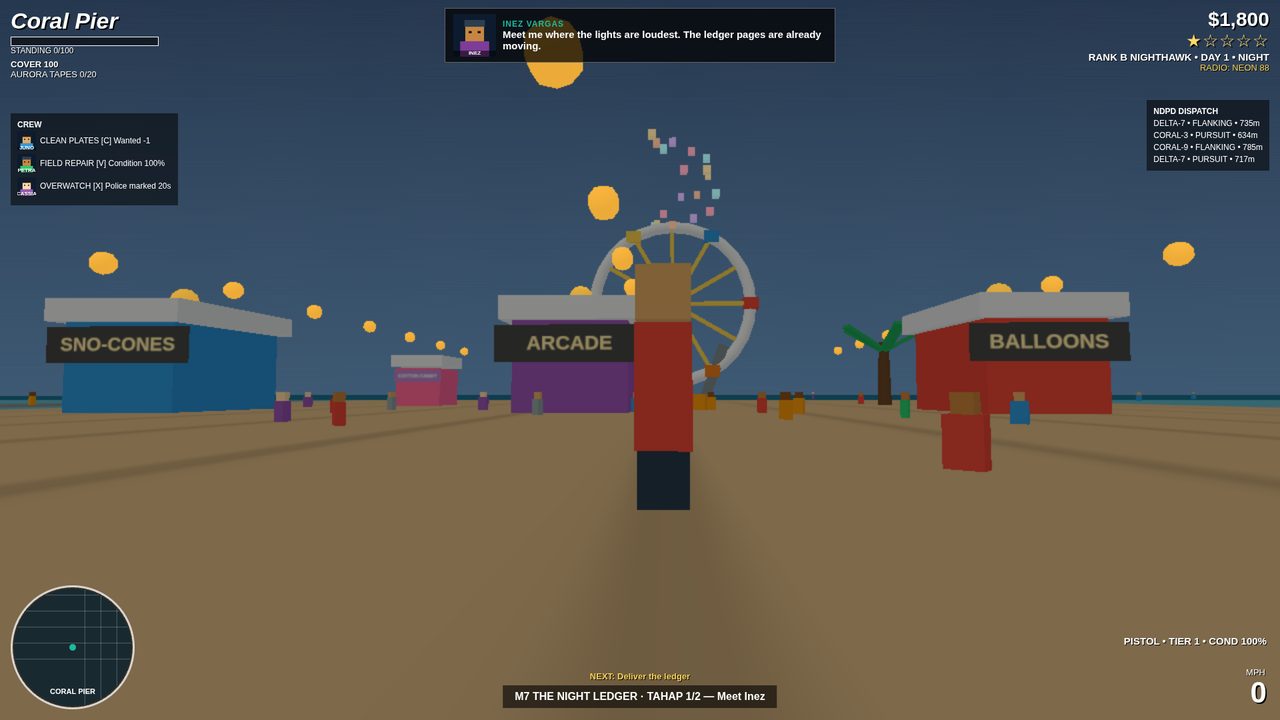 Coral Pier
STANDING 0/100
COVER 100
AURORA TAPES 0/20
INEZ VARGAS
Meet me where the lights are loudest. The ledger pages are already
moving.
INEZ
$1,800
★☆☆☆☆
RANK B NIGHTHAWK • DAY 1 • NIGHT
RADIO: NEON 88
CREW
CLEAN PLATES [C] Wanted -1
JUNO
FIELD REPAIR [V] Condition 100%
PETRA
OVERWATCH [X] Police marked 20s
CASSIA
NDPD DISPATCH
DELTA-7 • FLANKING • 735m
CORAL-3 • PURSUIT • 634m
CORAL-9 • FLANKING • 785m
DELTA-7 • PURSUIT • 717m
SNO-CONES
COTTON CANDY
ARCADE
BALLOONS
CORAL PIER
PISTOL • TIER 1 • COND 100%
MPH
0
NEXT: Deliver the ledger
M7 THE NIGHT LEDGER · TAHAP 1/2 — Meet Inez